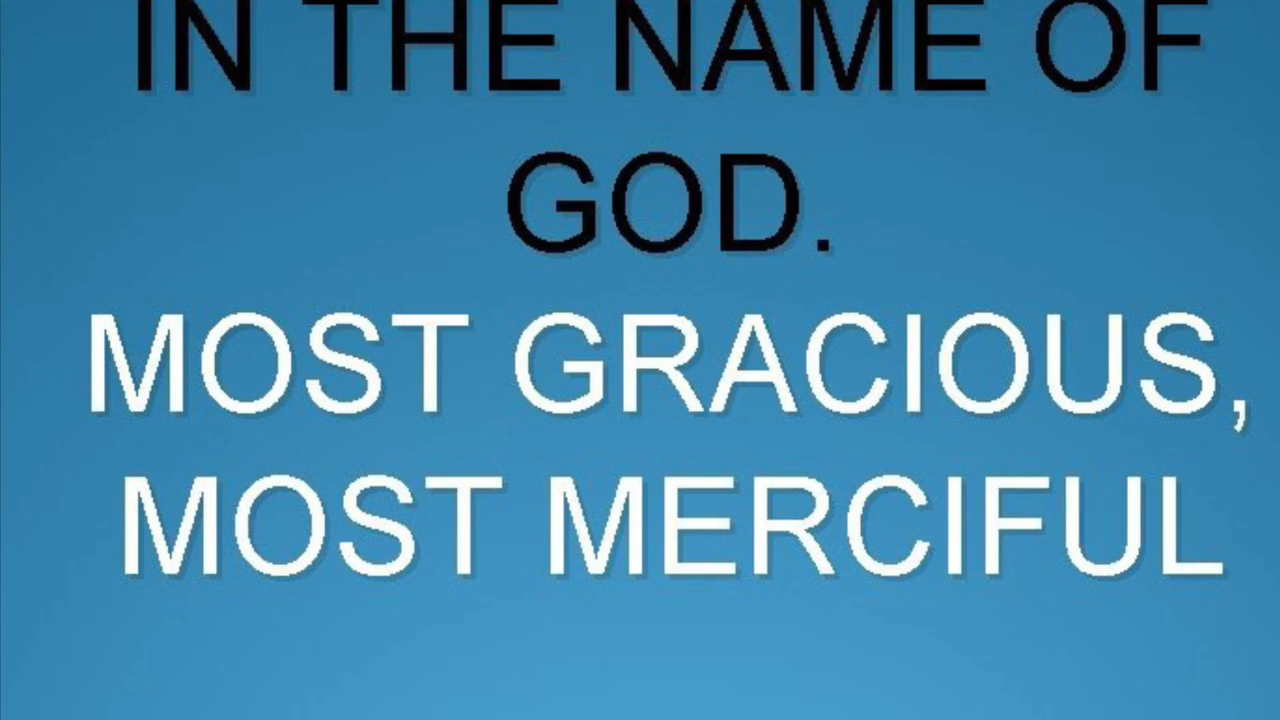 IN THE NAME OF
GOD.
MOST GRACIOUS,
MOST MERCIFUL